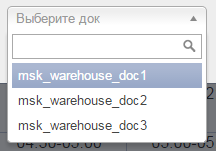 Выберите док
msk_warehouse_doc1
msk_warehouse_doc2
msk_warehouse_doc3